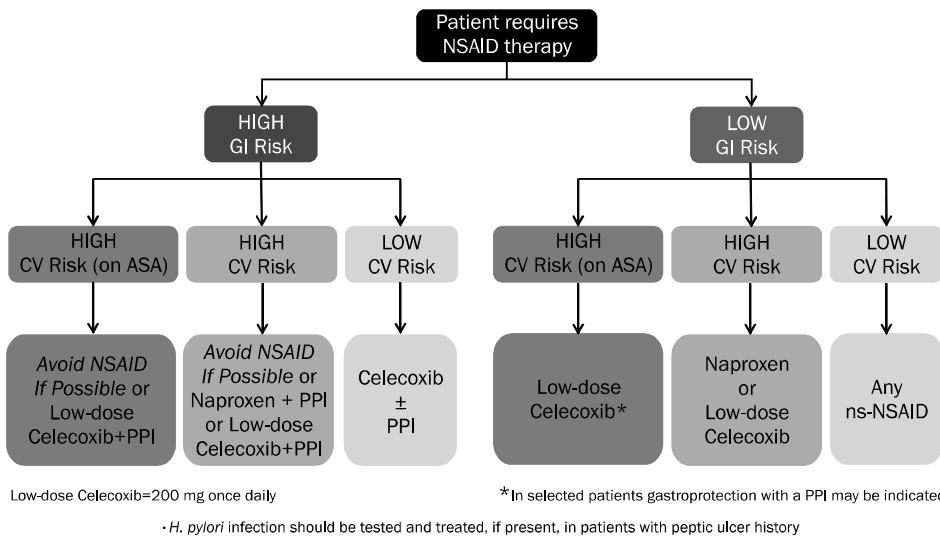 Patient requires
NSAID therapy
HIGH
GI Risk
LOW
GI Risk
HIGH
CV Risk (on ASA)
HIGH
CV Risk
LOW
CV Risk
HIGH
CV Risk (on ASA)
HIGH
CV Risk
LOW
CV Risk
Avoid NSAID
If Possible or
Low-dose
Celecoxib+PPI
Avoid NSAID
If Possible or
Naproxen + PPI
or Low-dose
Celecoxib+PPI
Celecoxib
±
PPI
Low-dose
Celecoxib*
Naproxen
or
Low-dose
Celecoxib
Any
ns-NSAID
Low-dose Celecoxib=200 mg once daily
*In selected patients gastroprotection with a PPI may be indicated
· H. pylori infection should be tested and treated, if present, in patients with peptic ulcer history